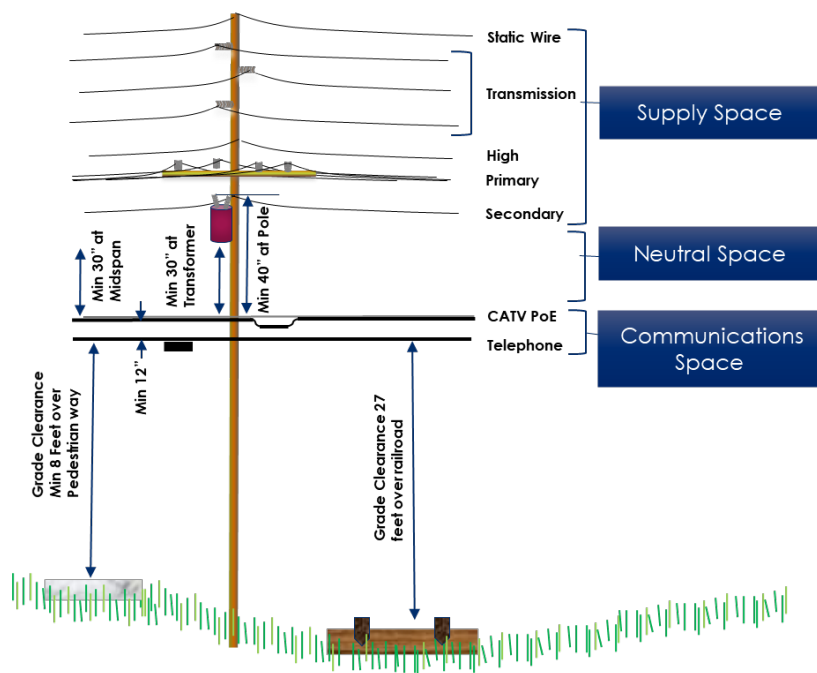 Static Wire
Transmission
Supply Space
High
Primary
Secondary
Min 30” at
Midspan
Min 30” at
Transformer
Min 40” at Pole
Neutral Space
CATV PoE
Telephone
Communications
Space
Min 12”
Grade Clearance
Min 8 Feet over
Pedestrian way
Grade Clearance 27
feet over railroad